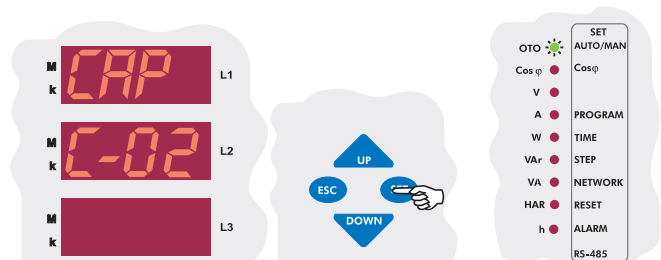 M
k
CAP
L1
M
k
C-02
L2
M
k
L3
UP
ESC
SET
DOWN
SET
OTO AUTO/MAN
Cos φ Cosφ
V
A PROGRAM
W TIME
VAr STEP
VA NETWORK
HAR RESET
h ALARM
RS-485